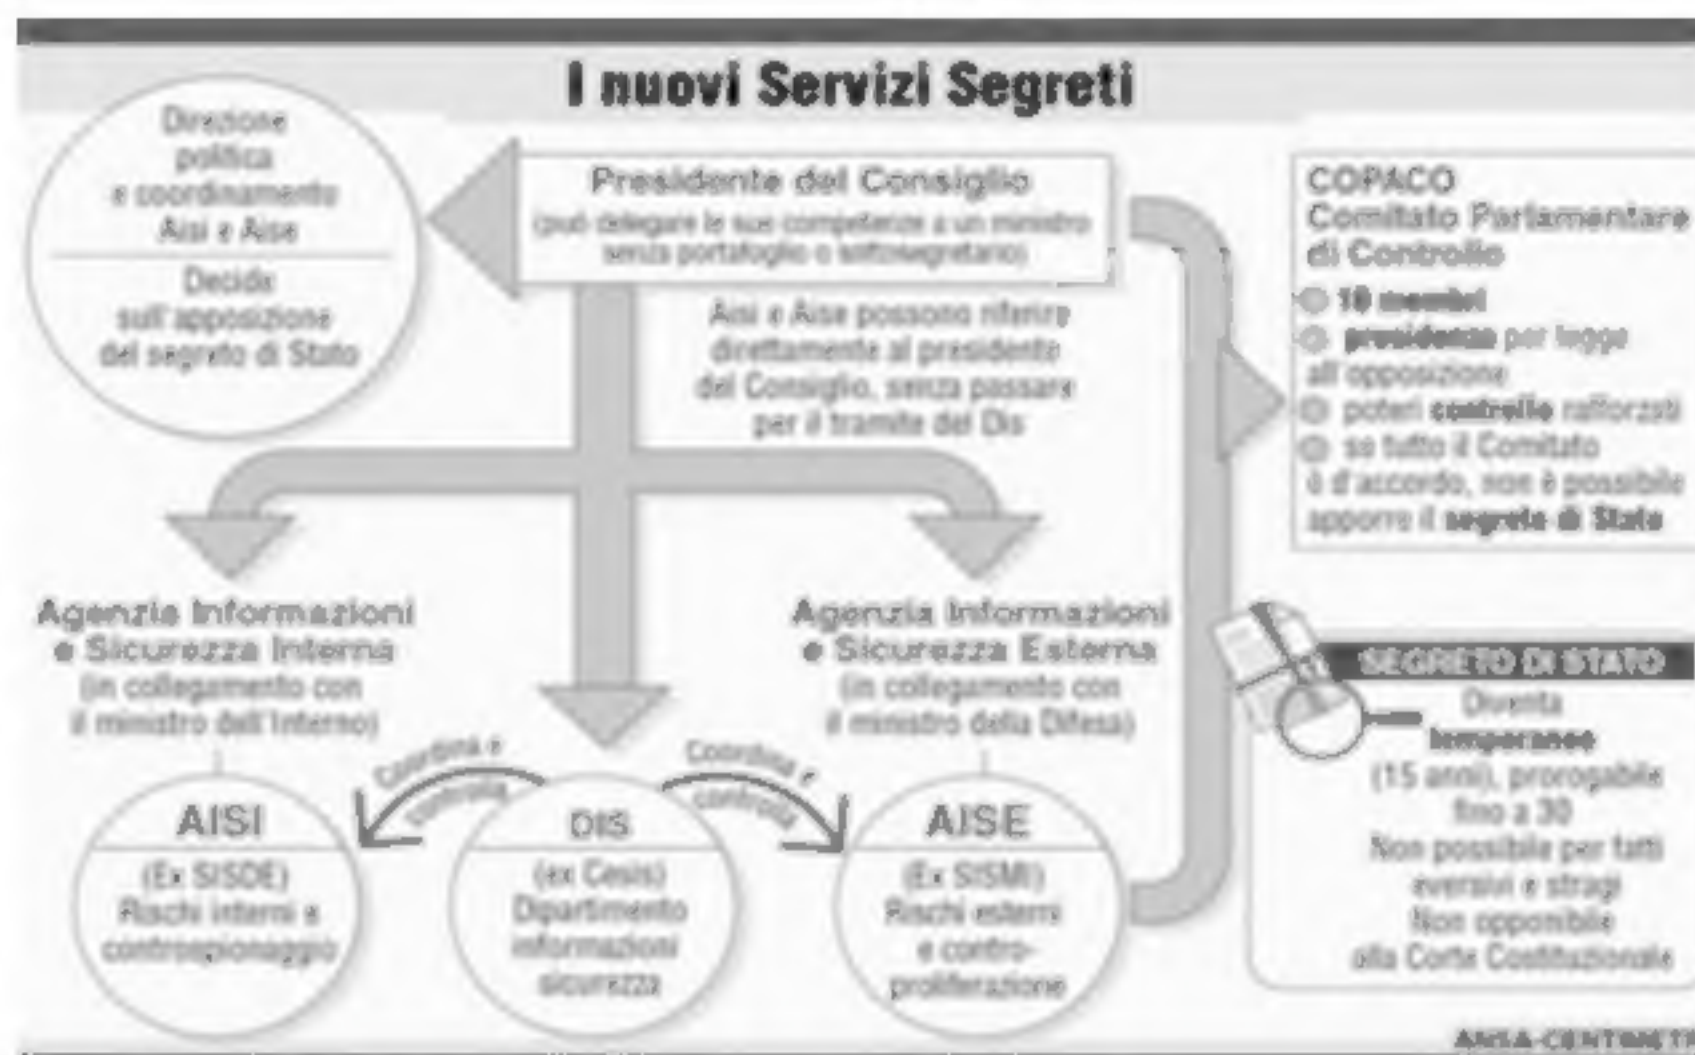 I nuovi Servizi Segreti
Direzione
politica
e coordinamento
Aisi e Aise
Decide
sull'apposizione
del segreto di Stato
Presidente del Consiglio
(può delegare le sue competenze a un ministro
senza portafoglio o sottosegretario)
Aisi e Aise possono riferire
direttamente al presidente
del Consiglio, senza passare
per il tramite del Dis
COPACO
Comitato Parlamentare
di Controllo
10 membri
presidenza per legge
all'opposizione
poteri controllo rafforzati
se tutto il Comitato
è d'accordo, non è possibile
apporre il segreto di Stato
Agenzia Informazioni
e Sicurezza Interna
(in collegamento con
il ministro dell'Interno)
Agenzia Informazioni
e Sicurezza Esterna
(in collegamento con
il ministro della Difesa)
Coordina e
controlla
Coordina e
controlla
AISI
(Ex SISDE)
Rischi interni e
controspionaggio
DIS
(ex Cesis)
Dipartimento
informazioni
sicurezza
AISE
(Ex SISMI)
Rischi esterni
e contro-
proliferazione
SEGRETO DI STATO
Diventa
temporaneo
(15 anni), prorogabile
fino a 30
Non possibile per fatti
eversivi e stragi
Non opponibile
alla Corte Costituzionale
ANSA-CENTIMETR